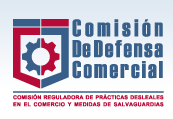 Comisión
DeDefensa
Comercial
COMISIÓN REGULADORA DE PRÁCTICAS DESLEALES
EN EL COMERCIO Y MEDIDAS DE SALVAGUARDIAS